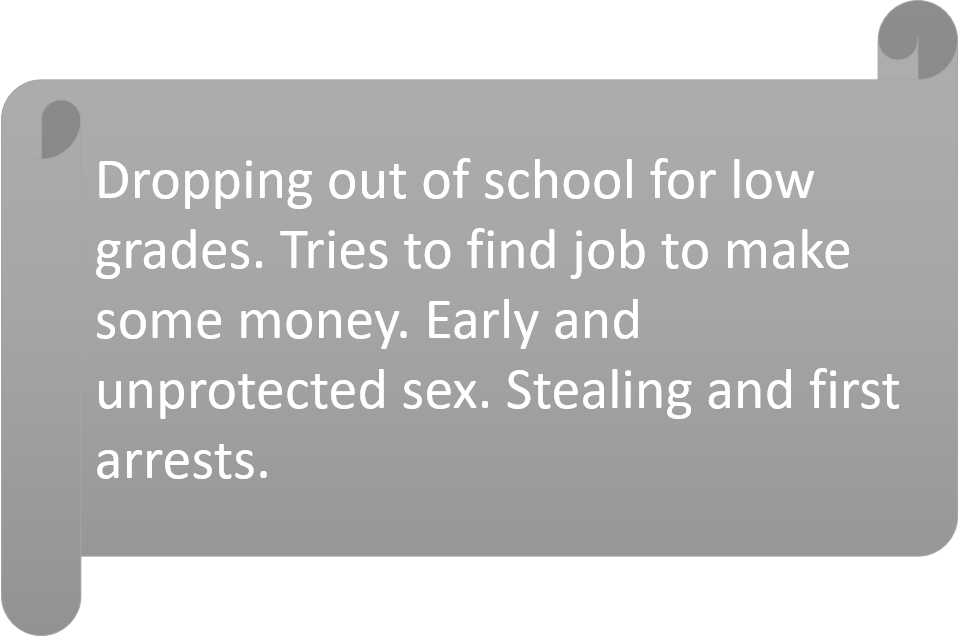 Dropping out of school for low
grades. Tries to find job to make
some money. Early and
unprotected sex. Stealing and first
arrests.